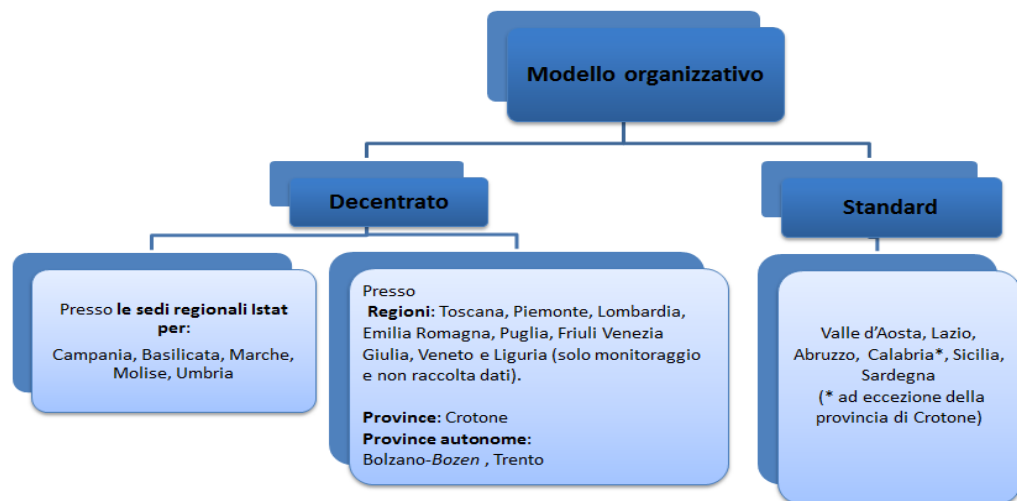 Modello organizzativo
Decentrato
Standard
Presso le sedi regionali Istat
per:
Campania, Basilicata, Marche,
Molise, Umbria
Presso
Regioni: Toscana, Piemonte, Lombardia,
Emilia Romagna, Puglia, Friuli Venezia
Giulia, Veneto e Liguria (solo monitoraggio
e non raccolta dati).
Province: Crotone
Province autonome:
Bolzano-Bozen , Trento
Valle d’Aosta, Lazio,
Abruzzo, Calabria*, Sicilia,
Sardegna
(* ad eccezione della
provincia di Crotone)